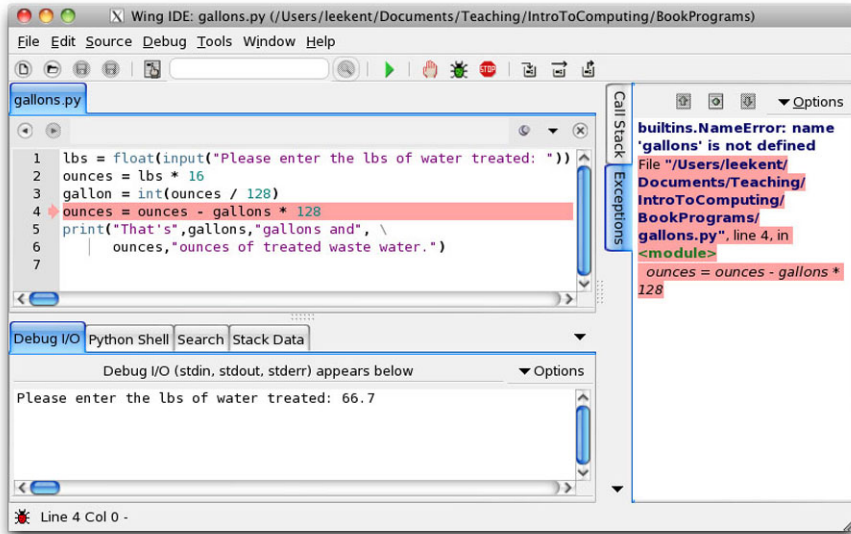 Wing IDE: gallons.py (/Users/leekent/Documents/Teaching/IntroToComputing/BookPrograms)
File Edit Source Debug Tools Window Help
STOP
gallons.py
1 lbs = float(input("Please enter the lbs of water treated: "))
2 ounces = lbs * 16
3 gallon = int(ounces / 128)
4 ounces = ounces - gallons * 128
5 print("That's",gallons,"gallons and", \
6 ounces,"ounces of treated waste water.")
7
Call Stack
Exceptions
Options
builtins.NameError: name
'gallons' is not defined
File "/Users/leekent/
Documents/Teaching/
IntroToComputing/
BookPrograms/
gallons.py", line 4, in
<module>
ounces = ounces - gallons *
128
Debug I/O Python Shell Search Stack Data
Debug I/O (stdin, stdout, stderr) appears below Options
Please enter the lbs of water treated: 66.7
Line 4 Col 0 -